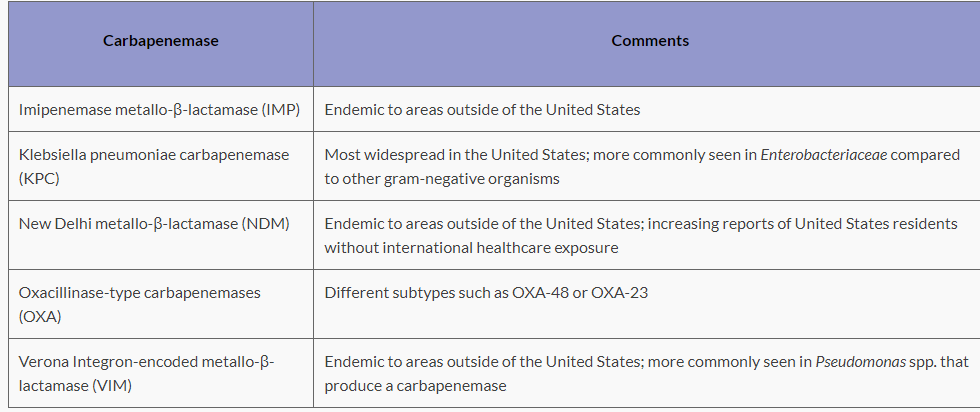 Carbapenemase
Comments
Imipenemase metallo-β-lactamase (IMP)
Endemic to areas outside of the United States
Klebsiella pneumoniae carbapenemase
(KPC)
Most widespread in the United States; more commonly seen in Enterobacteriaceae compared
to other gram-negative organisms
New Delhi metallo-β-lactamase (NDM)
Endemic to areas outside of the United States; increasing reports of United States residents
without international healthcare exposure
Oxacillinase-type carbapenemases
(OXA)
Different subtypes such as OXA-48 or OXA-23
Verona Integron-encoded metallo-β-
lactamase (VIM)
Endemic to areas outside of the United States; more commonly seen in Pseudomonas spp. that
produce a carbapenemase